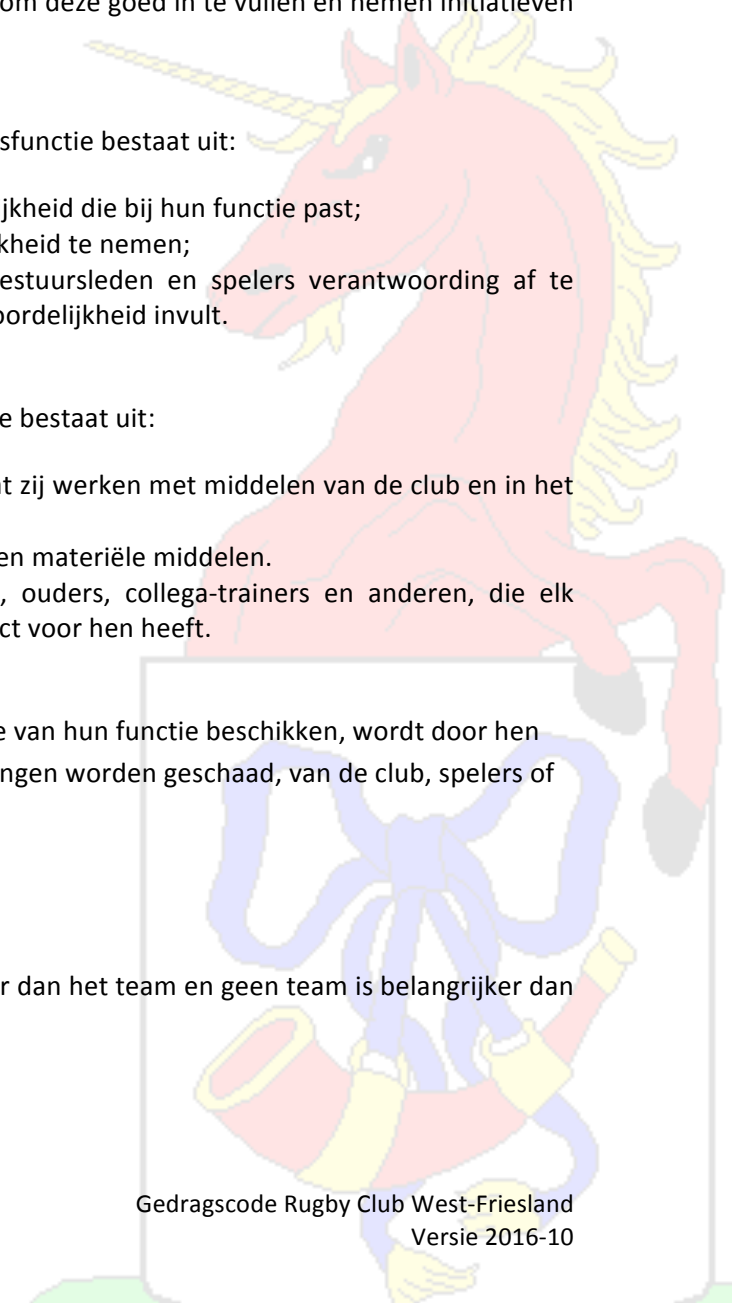 om deze goed in te vullen en nemen initiatieven
sfunctie bestaat uit:
jkheid die bij hun functie past;
kheid te nemen;
estuursleden en spelers verantwoording af te
oordelijkheid invult.
e bestaat uit:
t zij werken met middelen van de club en in het
en materiële middelen.
, ouders, collega-trainers en anderen, die elk
ct voor hen heeft.
e van hun functie beschikken, wordt door hen
ngen worden geschaad, van de club, spelers of
r dan het team en geen team is belangrijker dan
Gedragscode Rugby Club West-Friesland
Versie 2016-10